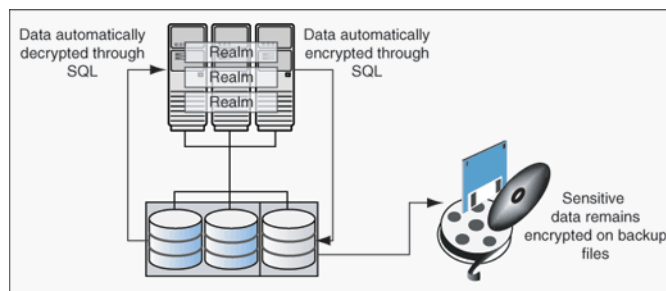 Data automatically
decrypted through
SQL
Realm
Realm
Realm
Data automatically
encrypted through
SQL
Sensitive
data remains
encrypted on backup
files